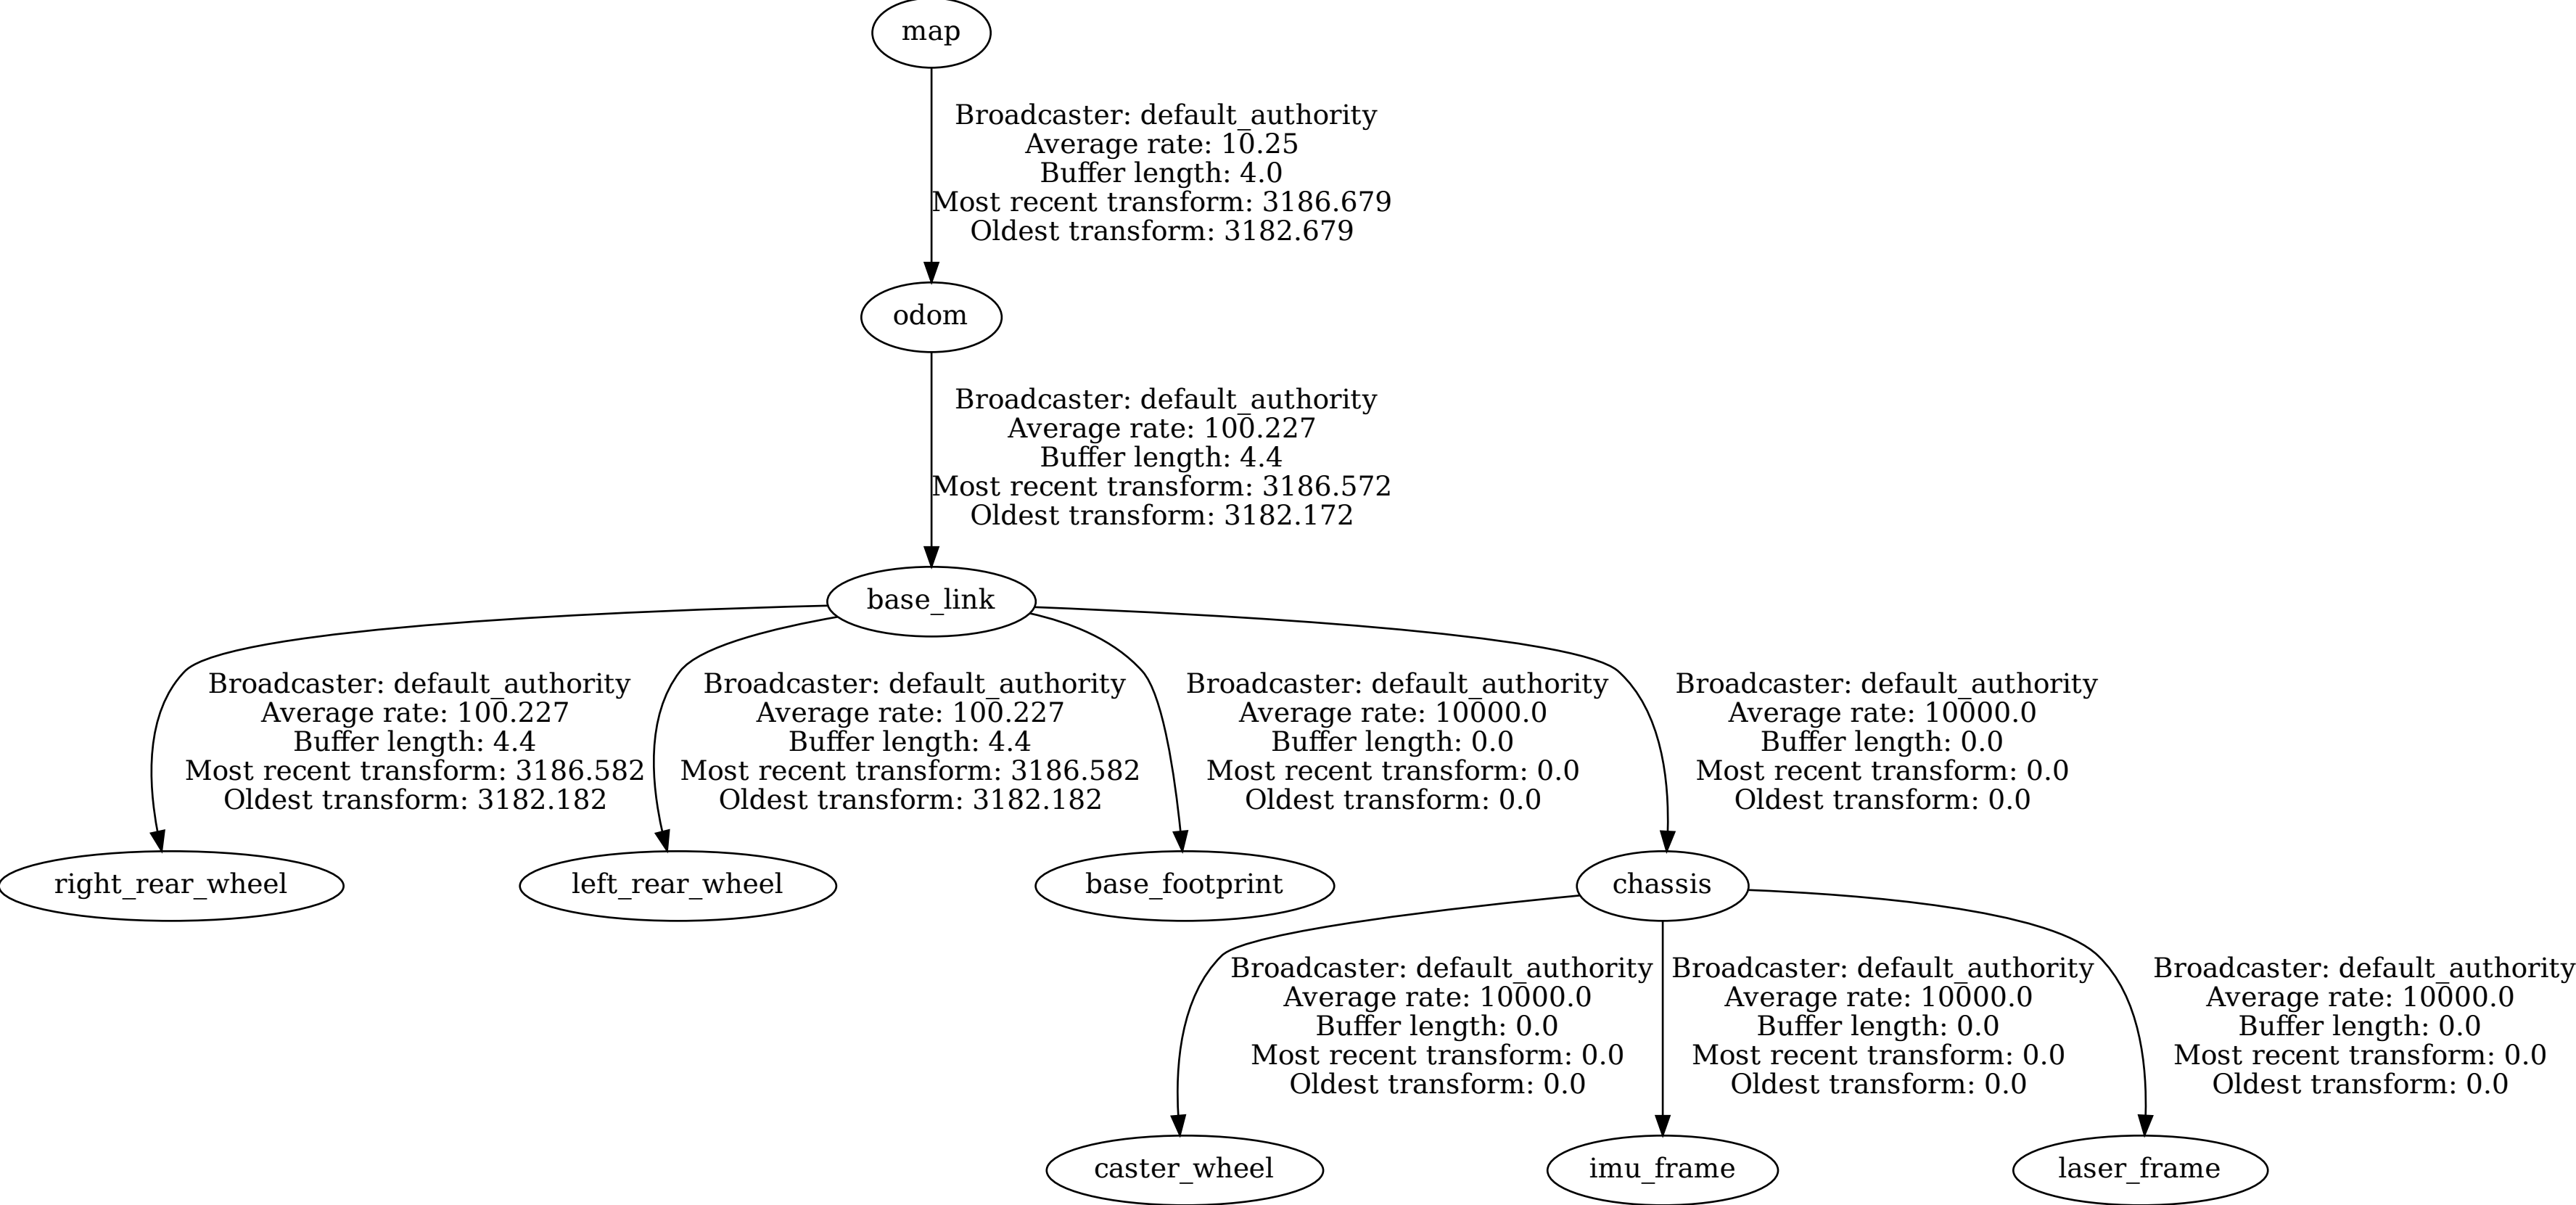 map
Broadcaster: default_authority
Average rate: 10.25
Buffer length: 4.0
Most recent transform: 3186.679
Oldest transform: 3182.679
odom
Broadcaster: default_authority
Average rate: 100.227
Buffer length: 4.4
Most recent transform: 3186.572
Oldest transform: 3182.172
base_link
Broadcaster: default_authority
Average rate: 100.227
Buffer length: 4.4
Most recent transform: 3186.582
Oldest transform: 3182.182
Broadcaster: default_authority
Average rate: 100.227
Buffer length: 4.4
Most recent transform: 3186.582
Oldest transform: 3182.182
Broadcaster: default_authority
Average rate: 10000.0
Buffer length: 0.0
Most recent transform: 0.0
Oldest transform: 0.0
Broadcaster: default_authority
Average rate: 10000.0
Buffer length: 0.0
Most recent transform: 0.0
Oldest transform: 0.0
right_rear_wheel
left_rear_wheel
base_footprint
chassis
Broadcaster: default_authority
Average rate: 10000.0
Buffer length: 0.0
Most recent transform: 0.0
Oldest transform: 0.0
Broadcaster: default_authority
Average rate: 10000.0
Buffer length: 0.0
Most recent transform: 0.0
Oldest transform: 0.0
Broadcaster: default_authority
Average rate: 10000.0
Buffer length: 0.0
Most recent transform: 0.0
Oldest transform: 0.0
caster_wheel
imu_frame
laser_frame